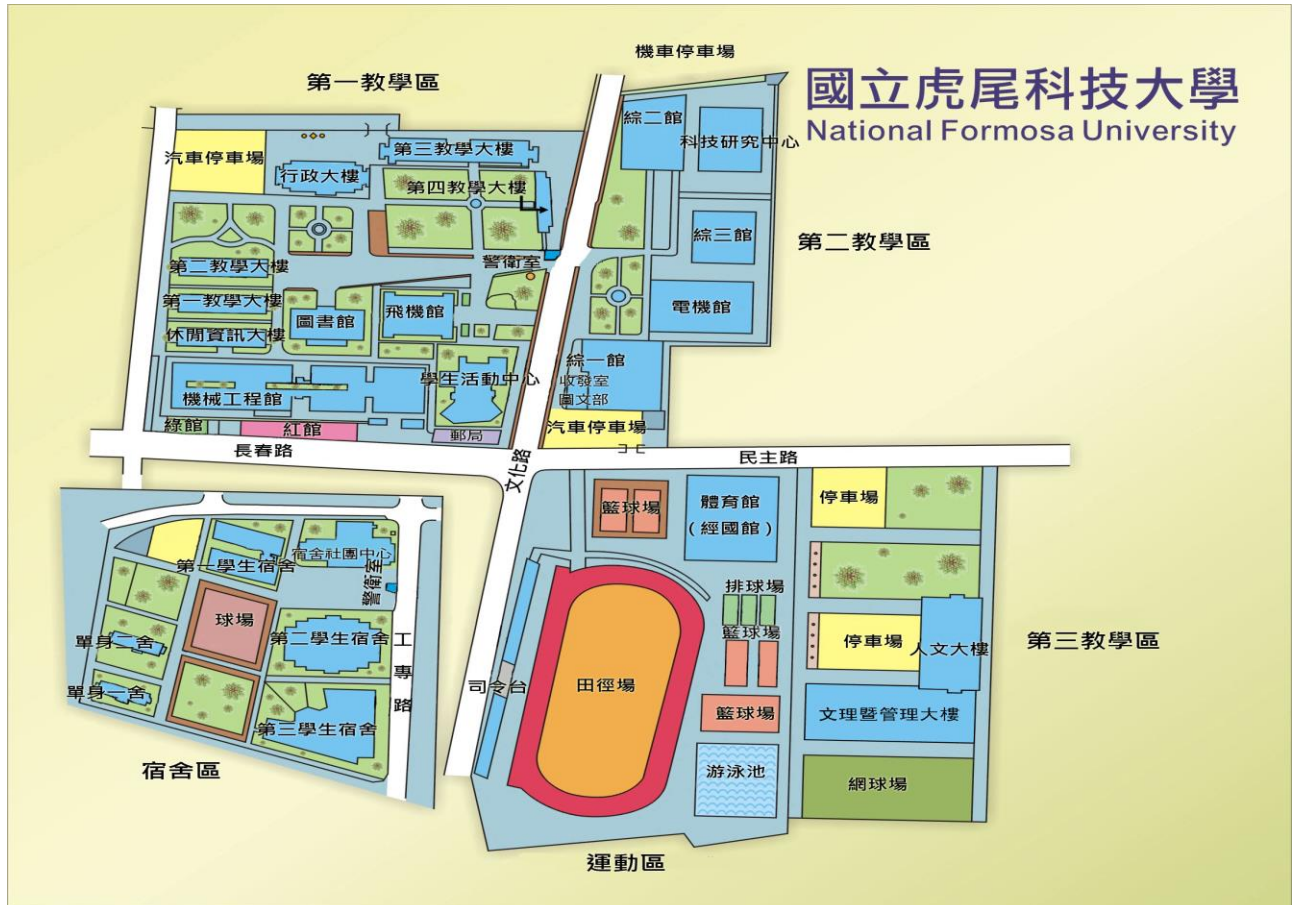 機車停車場
國立虎尾科技大學
National Formosa University
第一教學區
綜二館
科技研究中心
汽車停車場
行政大樓
第三教學大樓
第四教學大樓
綜三館
第二教學區
警衛室
第二教學大樓
第一教學大樓
圖書館
飛機館
電機館
休閒資訊大樓
綜一館
收發室
圖文部
學生活動中心
機械工程館
汽車停車場
綠館
紅館
郵局
長春路
文化路
民主路
籃球場
體育館
(經國館)
停車場
第一學生宿舍
宿舍社團中心
警衛室
球場
排球場
籃球場
單身二舍
第二學生宿舍
工專路
停車場
人文大樓
第三教學區
單身一舍
第三學生宿舍
司令台
田徑場
籃球場
文理暨管理大樓
宿舍區
游泳池
網球場
運動區